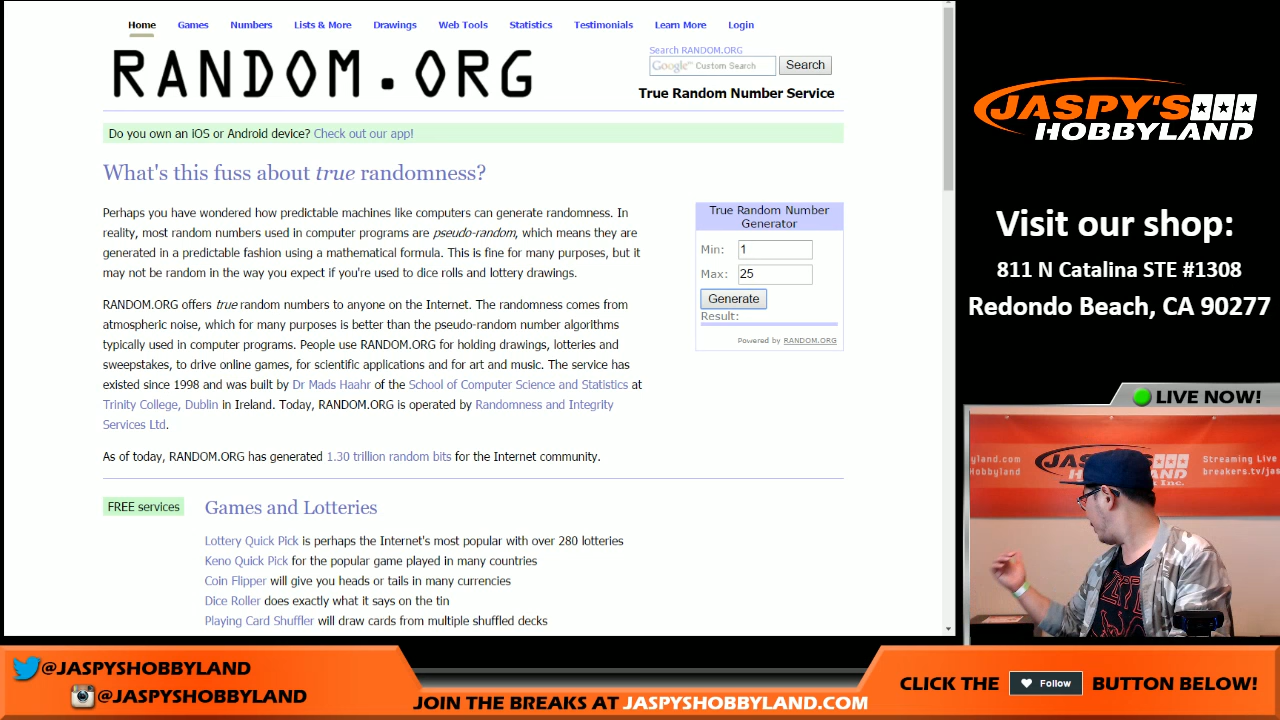 Home Games Numbers Lists & More Drawings Web Tools Statistics Testimonials Learn More Login
RANDOM.ORG
Search RANDOM.ORG
Google™ Custom Search Search
True Random Number Service
Do you own an iOS or Android device? Check out our app!
What's this fuss about true randomness?
Perhaps you have wondered how predictable machines like computers can generate randomness. In
reality, most random numbers used in computer programs are pseudo-random, which means they are
generated in a predictable fashion using a mathematical formula. This is fine for many purposes, but it
may not be random in the way you expect if you're used to dice rolls and lottery drawings.
RANDOM.ORG offers true random numbers to anyone on the Internet. The randomness comes from
atmospheric noise, which for many purposes is better than the pseudo-random number algorithms
typically used in computer programs. People use RANDOM.ORG for holding drawings, lotteries and
sweepstakes, to drive online games, for scientific applications and for art and music. The service has
existed since 1998 and was built by Dr Mads Haahr of the School of Computer Science and Statistics at
Trinity College, Dublin in Ireland. Today, RANDOM.ORG is operated by Randomness and Integrity
Services Ltd.
As of today, RANDOM.ORG has generated 1.30 trillion random bits for the Internet community.
True Random Number
Generator
Min: 1
Max: 25
Generate
Result:
Powered by RANDOM.ORG
FREE services
Games and Lotteries
Lottery Quick Pick is perhaps the Internet's most popular with over 280 lotteries
Keno Quick Pick for the popular game played in many countries
Coin Flipper will give you heads or tails in many currencies
Dice Roller does exactly what it says on the tin
Playing Card Shuffler will draw cards from multiple shuffled decks
JASPY'S
HOBBYLAND
Visit our shop:
811 N Catalina STE #1308
Redondo Beach, CA 90277
LIVE NOW!
Streaming Live
breakers.tv/jas
HOBBYLAND
Inc.
@JASPYSHOBBYLAND
@JASPYSHOBBYLAND
JOIN THE BREAKS AT JASPYSHOBBYLAND.COM
CLICK THE Follow BUTTON BELOW!